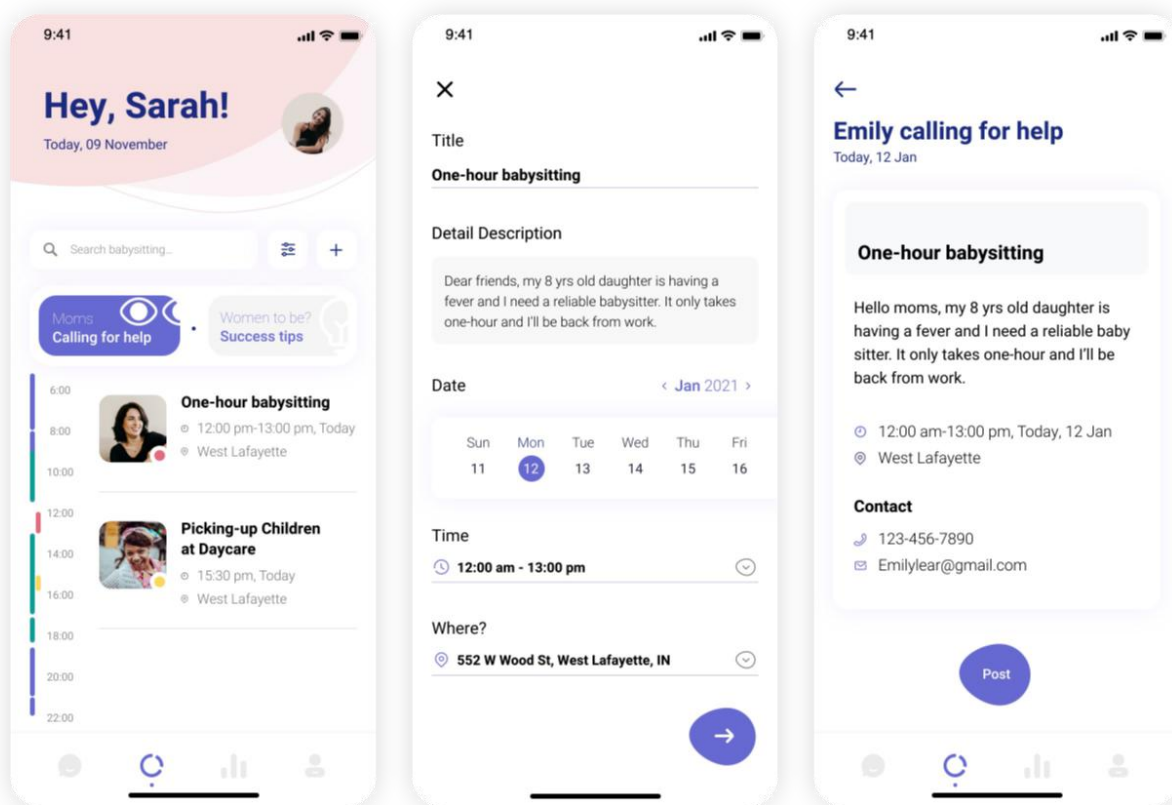 9:41
Hey, Sarah!
Today, 09 November
Search babysitting...
Moms
Calling for help
Women to be?
Success tips
6:00
8:00
10:00
12:00
14:00
16:00
18:00
20:00
22:00
One-hour babysitting
12:00 pm-13:00 pm, Today
West Lafayette
Picking-up Children
at Daycare
15:30 pm, Today
West Lafayette
9:41
Title
One-hour babysitting
Detail Description
Dear friends, my 8 yrs old daughter is having a
fever and I need a reliable babysitter. It only takes
one-hour and I'll be back from work.
Date
‹ Jan 2021 ›
Sun Mon Tue Wed Thu Fri
11 12 13 14 15 16
Time
12:00 am - 13:00 pm
Where?
552 W Wood St, West Lafayette, IN
9:41
Emily calling for help
Today, 12 Jan
One-hour babysitting
Hello moms, my 8 yrs old daughter is
having a fever and I need a reliable baby
sitter. It only takes one-hour and I'll be
back from work.
12:00 am-13:00 pm, Today, 12 Jan
West Lafayette
Contact
123-456-7890
Emilylear@gmail.com
Post